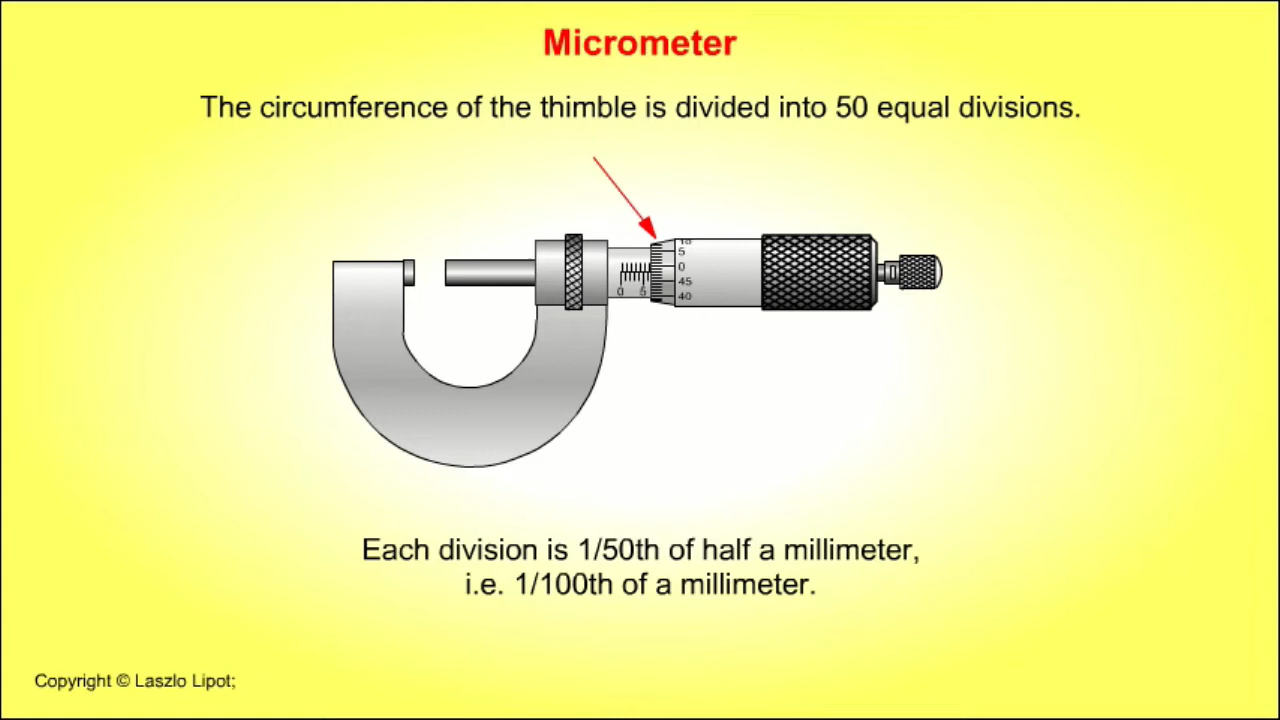 Micrometer
The circumference of the thimble is divided into 50 equal divisions.
10
5
0
45
40
0 5
Each division is 1/50th of half a millimeter,
i.e. 1/100th of a millimeter.
Copyright © Laszlo Lipot;